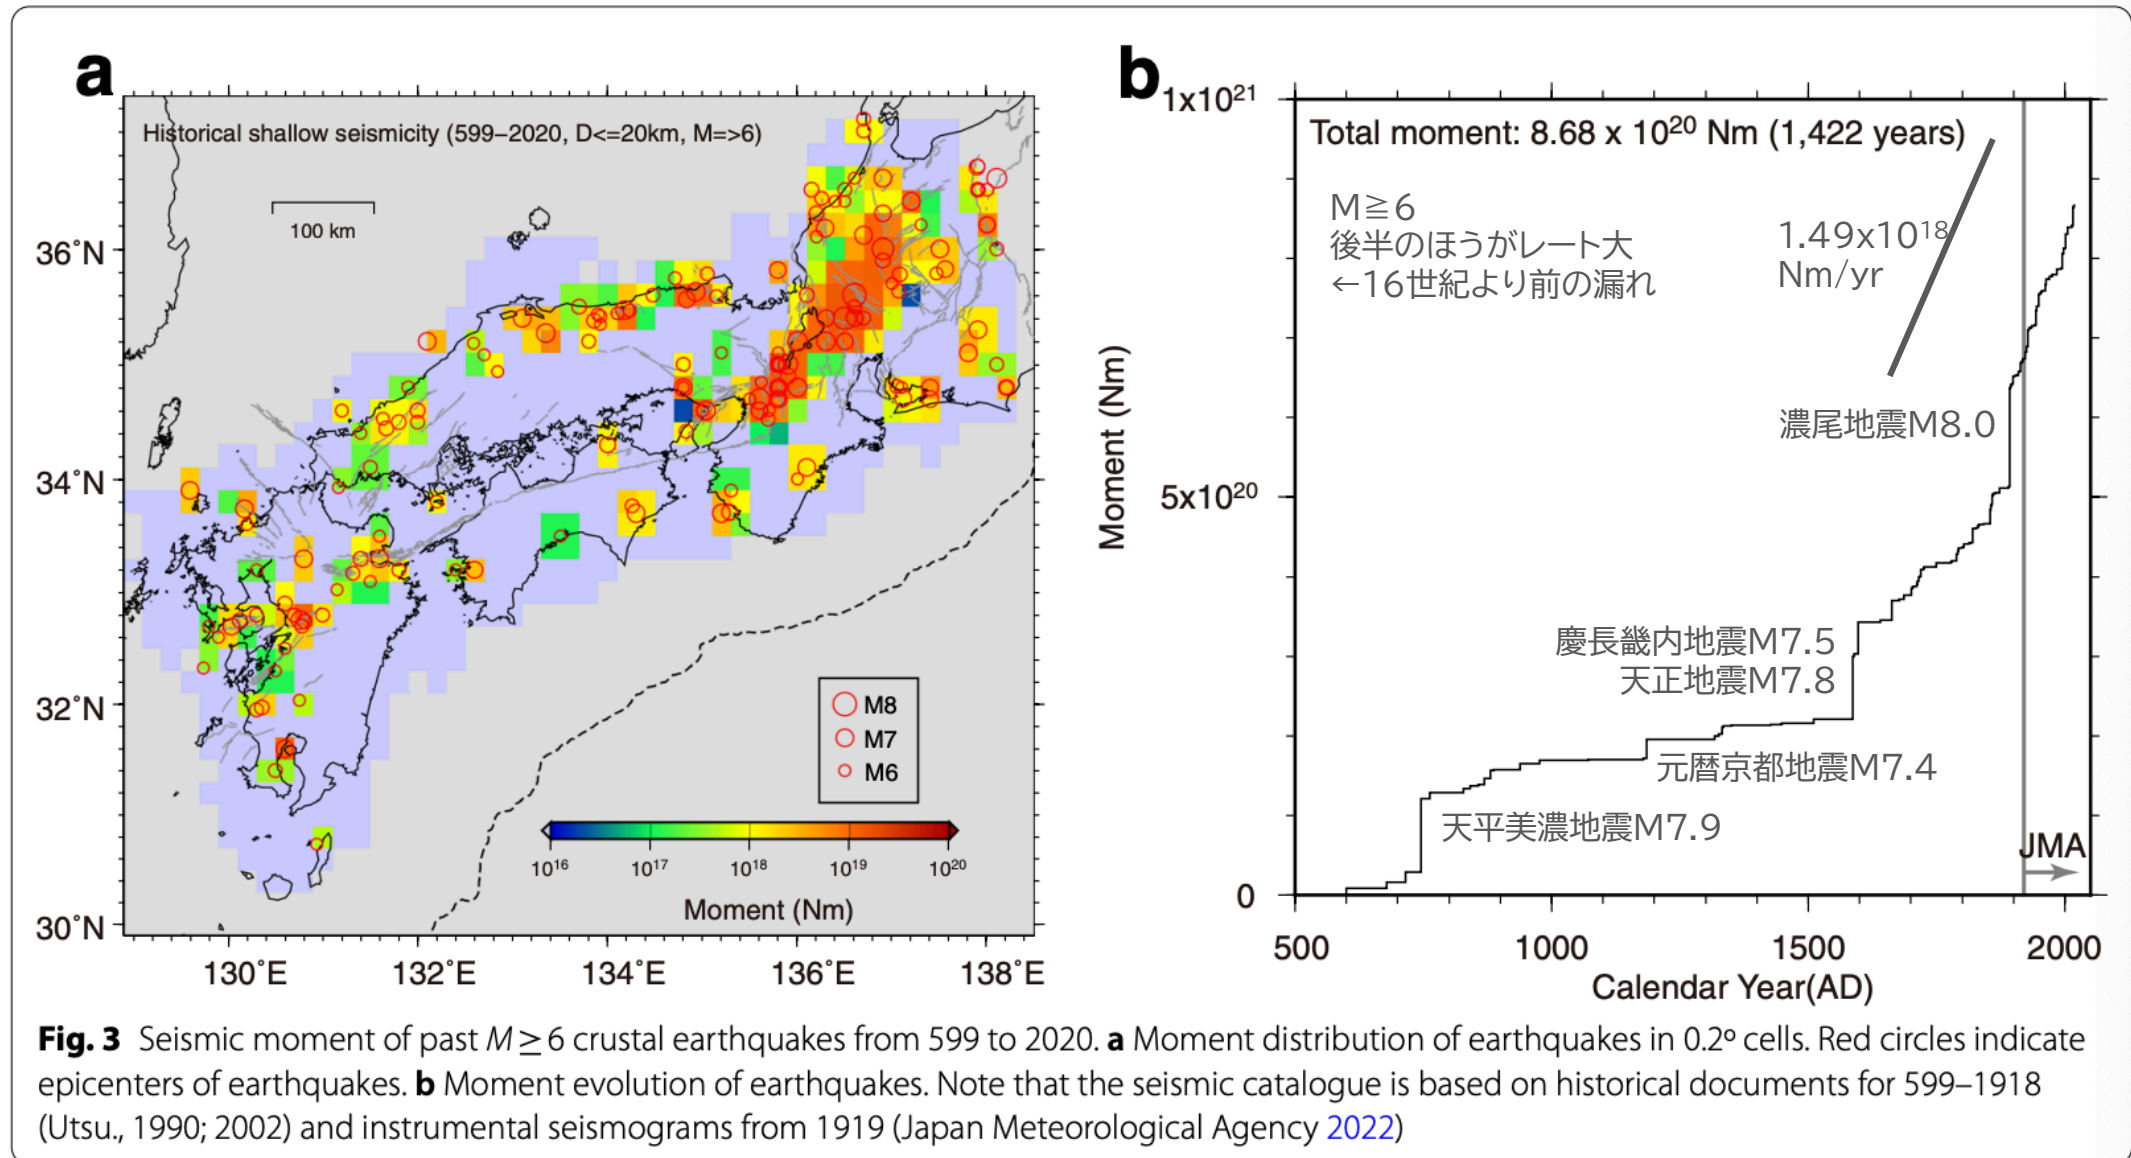 a
Historical shallow seismicity (599–2020, D<=20km, M=>6)
100 km
36˚N
34˚N
32˚N
30˚N
130˚E
132˚E
134˚E
136˚E
138˚E
M8
M7
M6
10¹⁶
10¹⁷
10¹⁸
10¹⁹
10²⁰
Moment (Nm)
b
1x10²¹
5x10²⁰
0
Moment (Nm)
Total moment: 8.68 x 10²⁰ Nm (1,422 years)
M≧6
後半のほうがレート大
←16世紀より前の漏れ
1.49x10¹⁸
Nm/yr
濃尾地震M8.0
慶長畿内地震M7.5
天正地震M7.8
元暦京都地震M7.4
天平美濃地震M7.9
JMA
500
1000
1500
2000
Calendar Year(AD)
Fig. 3 Seismic moment of past M ≥ 6 crustal earthquakes from 599 to 2020. a Moment distribution of earthquakes in 0.2º cells. Red circles indicate
epicenters of earthquakes. b Moment evolution of earthquakes. Note that the seismic catalogue is based on historical documents for 599–1918
(Utsu., 1990; 2002) and instrumental seismograms from 1919 (Japan Meteorological Agency 2022)